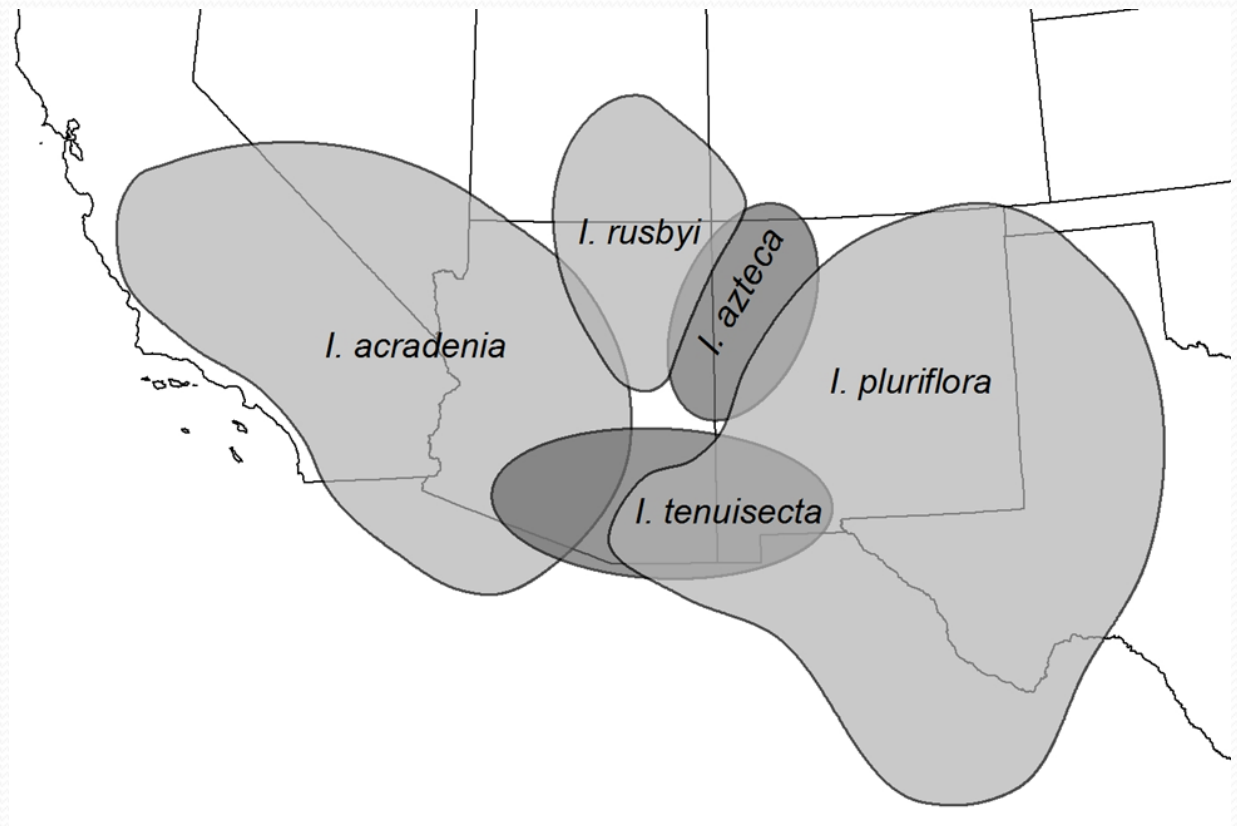 I. rusbyi
I. azteca
I. acradenia
I. pluriflora
I. tenuisecta